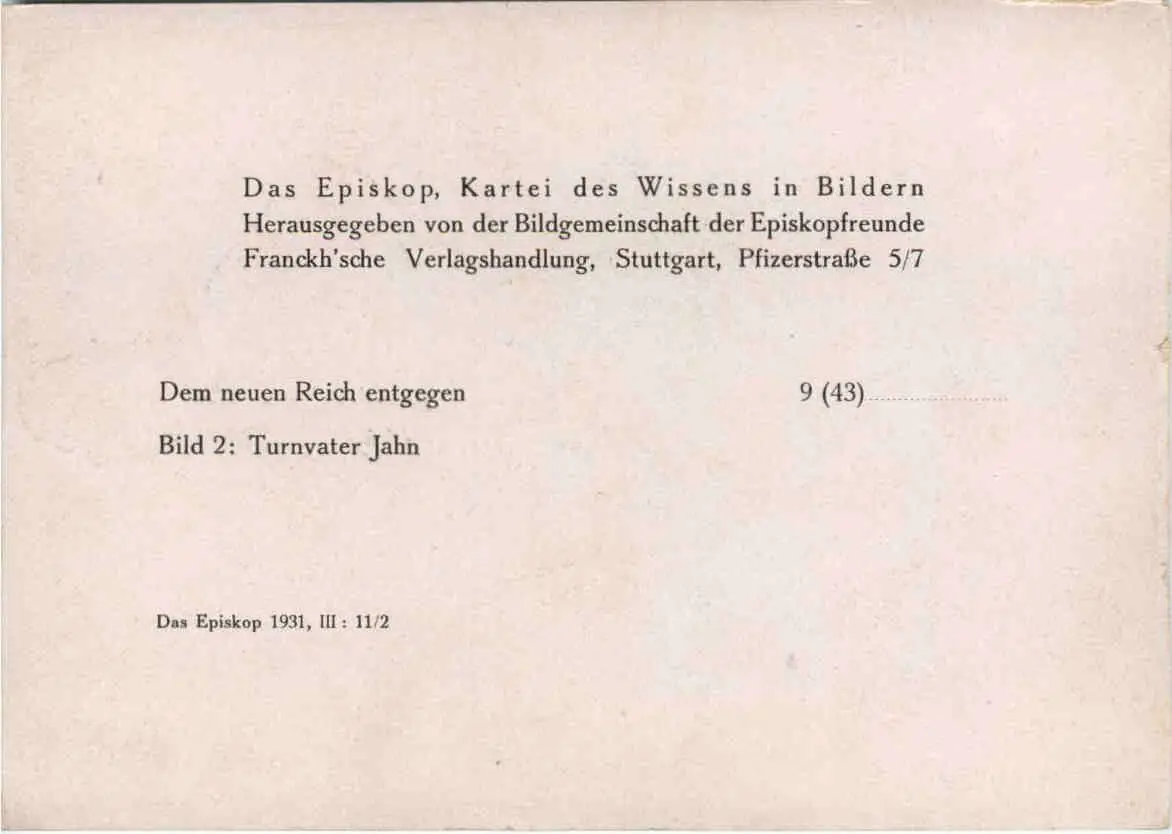 Das Episkop, Kartei des Wissens in Bildern
Herausgegeben von der Bildgemeinschaft der Episkopfreunde
Franckh'sche Verlagshandlung, Stuttgart, Pfizerstraße 5/7
Dem neuen Reich entgegen 9 (43)
Bild 2: Turnvater Jahn
Das Episkop 1931, III : 11/2